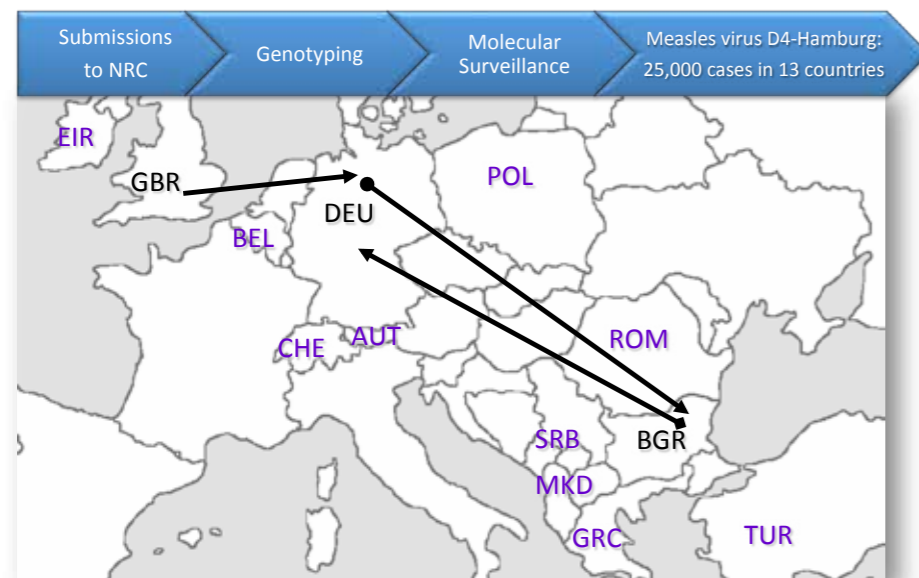 Submissions
to NRC
Genotyping
Molecular
Surveillance
Measles virus D4-Hamburg:
25,000 cases in 13 countries
EIR
GBR
POL
DEU
BEL
CHE
AUT
ROM
SRB
BGR
MKD
GRC
TUR